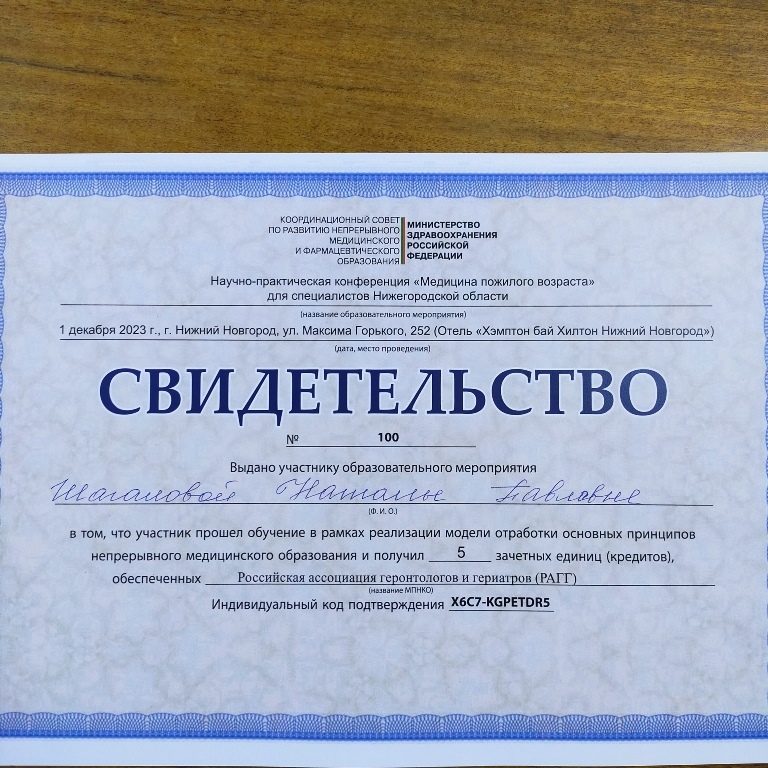 КООРДИНАЦИОННЫЙ СОВЕТ
ПО РАЗВИТИЮ НЕПРЕРЫВНОГО
МЕДИЦИНСКОГО
И ФАРМАЦЕВТИЧЕСКОГО
ОБРАЗОВАНИЯ
МИНИСТЕРСТВО
ЗДРАВООХРАНЕНИЯ
РОССИЙСКОЙ
ФЕДЕРАЦИИ
Научно-практическая конференция «Медицина пожилого возраста»
для специалистов Нижегородской области
(название образовательного мероприятия)
1 декабря 2023 г., г. Нижний Новгород, ул. Максима Горького, 252 (Отель «Хэмптон бай Хилтон Нижний Новгород»)
(дата, место проведения)
СВИДЕТЕЛЬСТВО
№ 100
Выдано участнику образовательного мероприятия
Шагаловой Наталье Павловне
(Ф. И. О.)
в том, что участник прошел обучение в рамках реализации модели отработки основных принципов
непрерывного медицинского образования и получил 5 зачетных единиц (кредитов),
обеспеченных Российская ассоциация геронтологов и гериатров (РАГГ)
(название МПНКО)
Индивидуальный код подтверждения X6C7-KGPETDR5